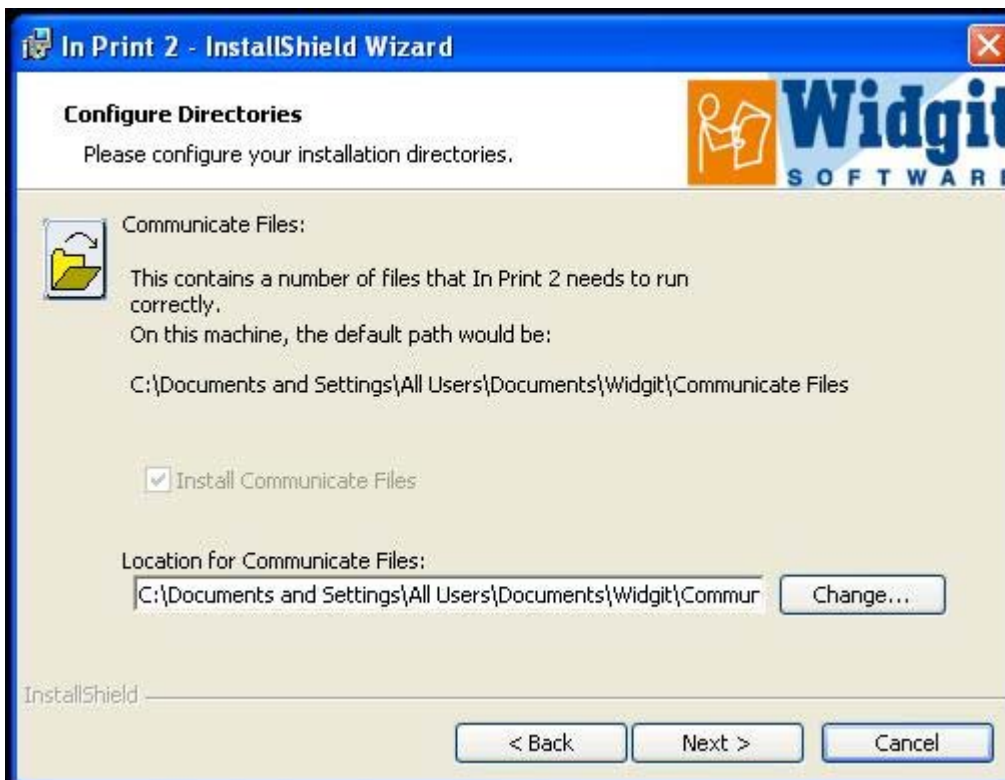 In Print 2 - InstallShield Wizard
Configure Directories
Please configure your installation directories.
Widgit
SOFTWARE
Communicate Files:
This contains a number of files that In Print 2 needs to run
correctly.
On this machine, the default path would be:
C:\Documents and Settings\All Users\Documents\Widgit\Communicate Files
Install Communicate Files
Location for Communicate Files:
C:\Documents and Settings\All Users\Documents\Widgit\Commun
Change...
InstallShield
< Back
Next >
Cancel